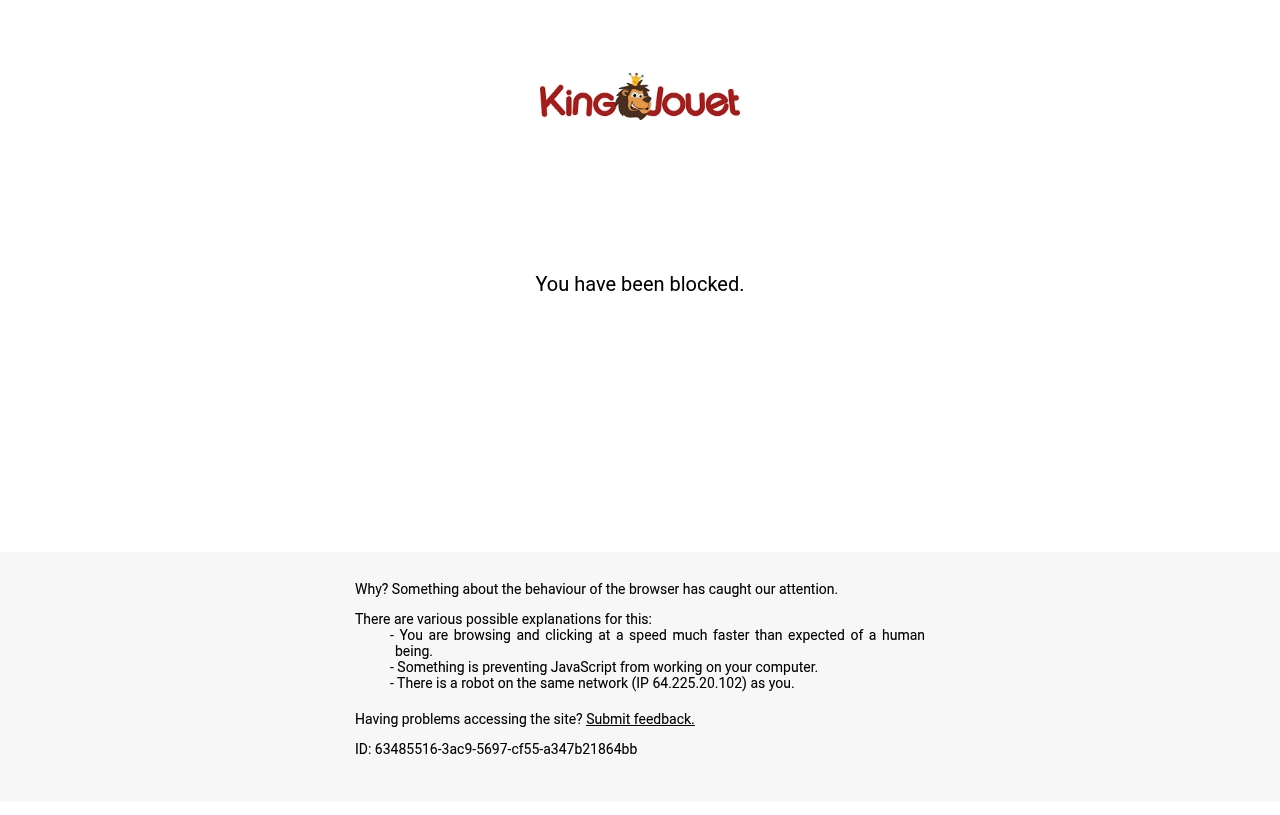 King Jouet
You have been blocked.
Why? Something about the behaviour of the browser has caught our attention.
There are various possible explanations for this:
- You are browsing and clicking at a speed much faster than expected of a human
being.
- Something is preventing JavaScript from working on your computer.
- There is a robot on the same network (IP 64.225.20.102) as you.
Having problems accessing the site? Submit feedback.
ID: 63485516-3ac9-5697-cf55-a347b21864bb